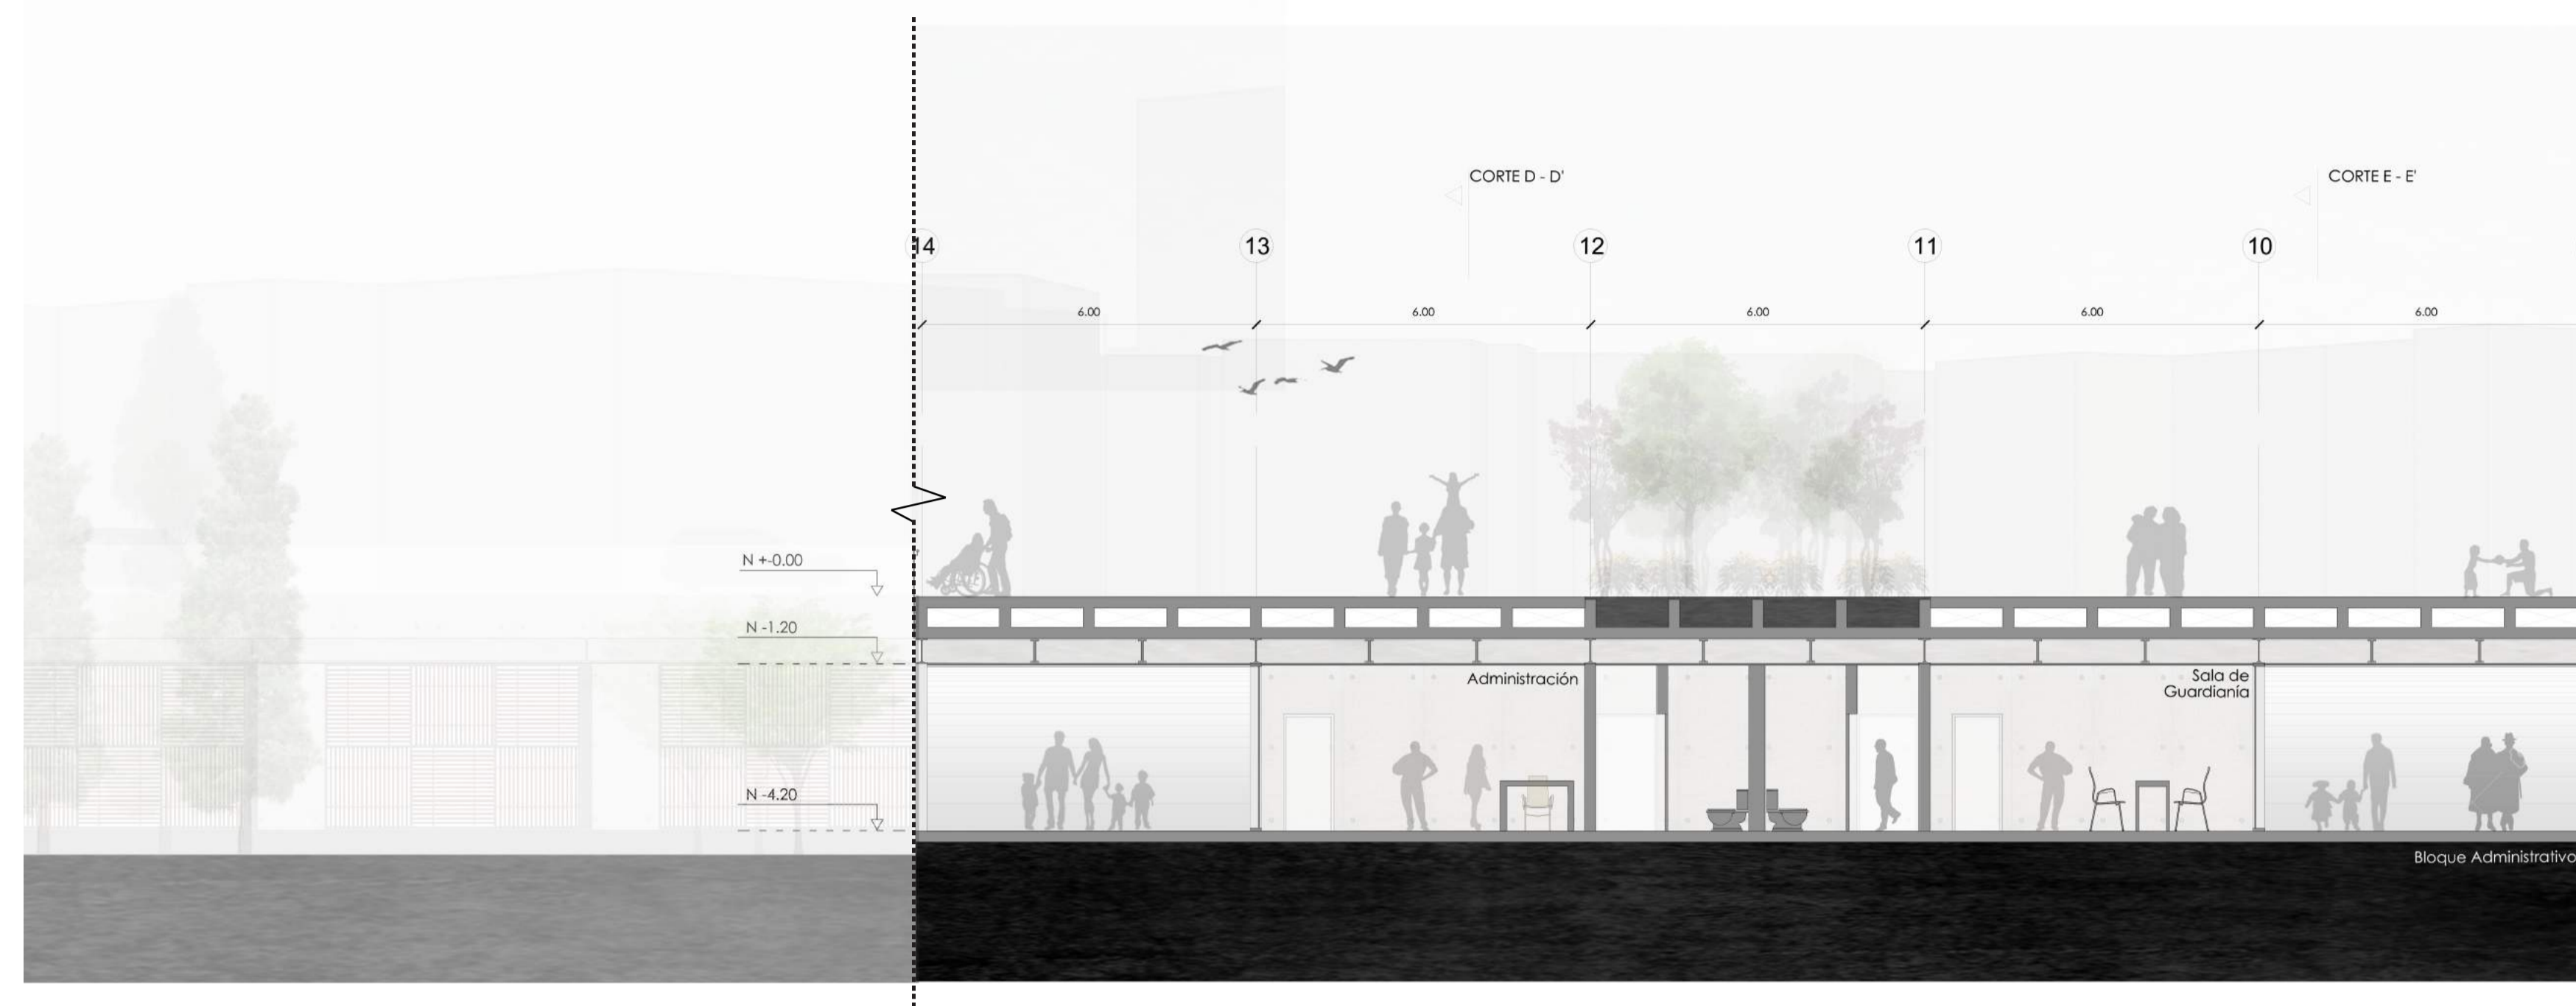 CORTE D - D'
CORTE E - E'
14
13
12
11
10
6.00
6.00
6.00
6.00
6.00
N +-0.00
N -1.20
Administración
Sala de
Guardianía
N -4.20
Bloque Administrativo